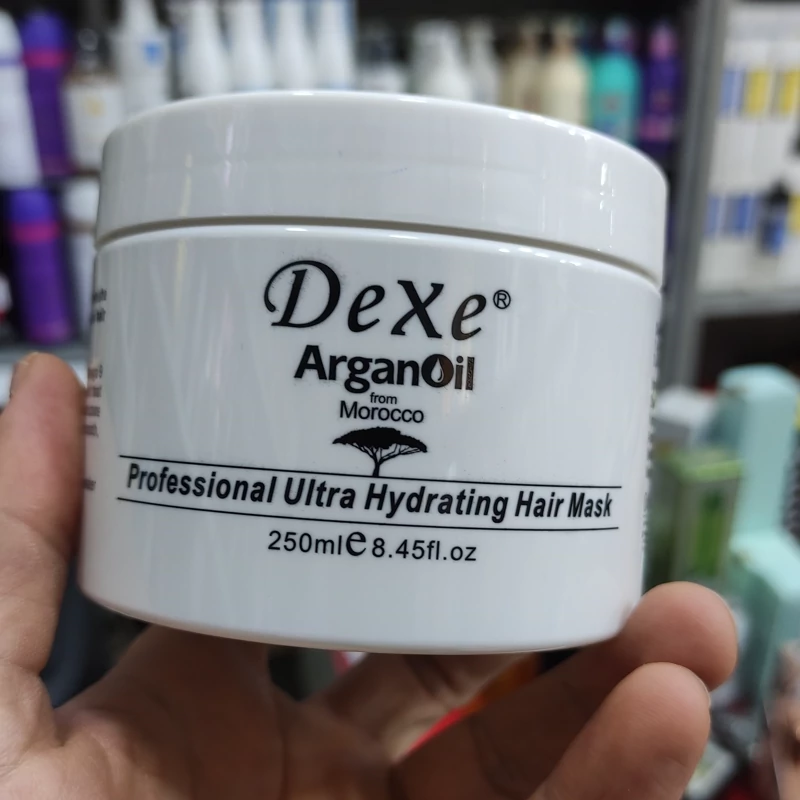 DeXe®
ArganOil
from
Morocco
Professional Ultra Hydrating Hair Mask
250ml e 8.45fl.oz